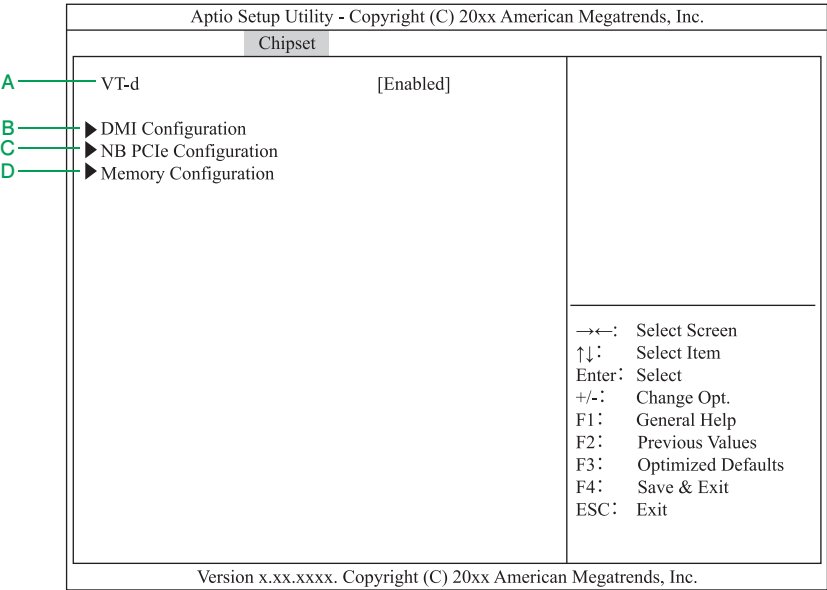 Aptio Setup Utility - Copyright (C) 20xx American Megatrends, Inc.
Chipset
A VT-d [Enabled]
B ▶ DMI Configuration
C ▶ NB PCIe Configuration
D ▶ Memory Configuration
→←: Select Screen
↑↓: Select Item
Enter: Select
+/-: Change Opt.
F1: General Help
F2: Previous Values
F3: Optimized Defaults
F4: Save & Exit
ESC: Exit
Version x.xx.xxxx. Copyright (C) 20xx American Megatrends, Inc.